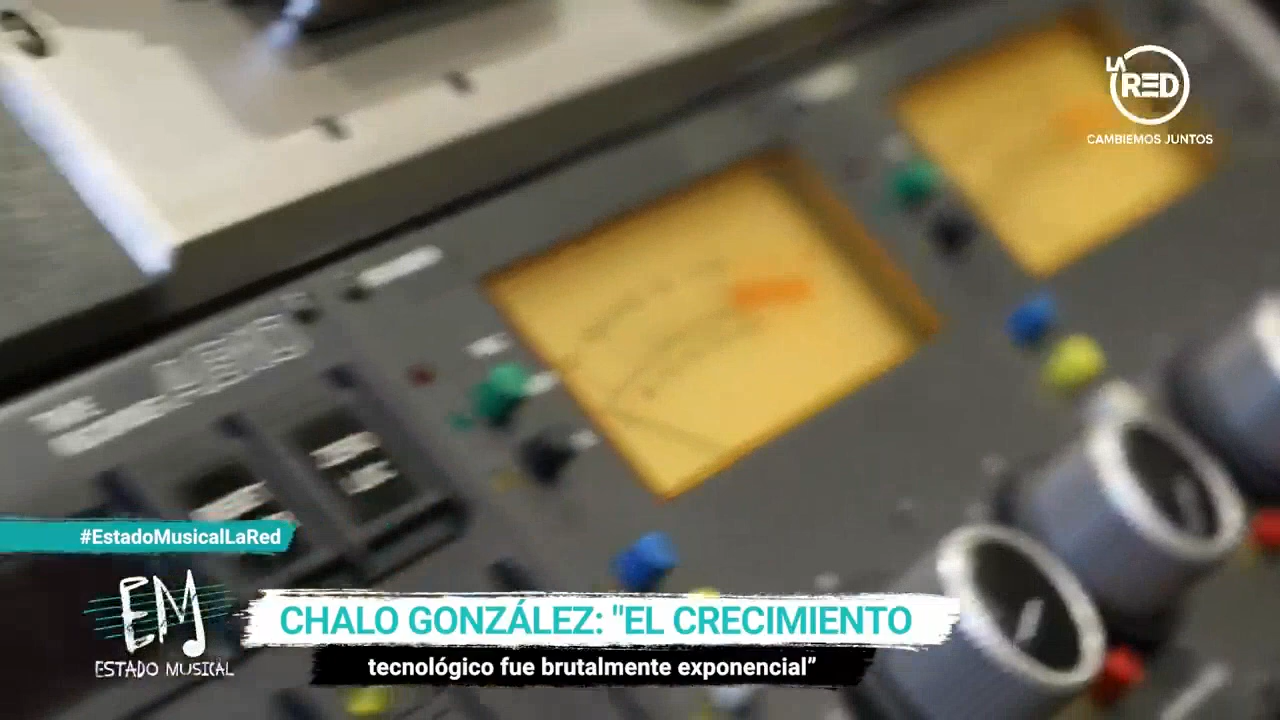 LA
RED
CAMBIEMOS JUNTOS
#EstadoMusicalLaRed
EM
ESTADO MUSICAL
CHALO GONZÁLEZ: "EL CRECIMIENTO
tecnológico fue brutalmente exponencial”